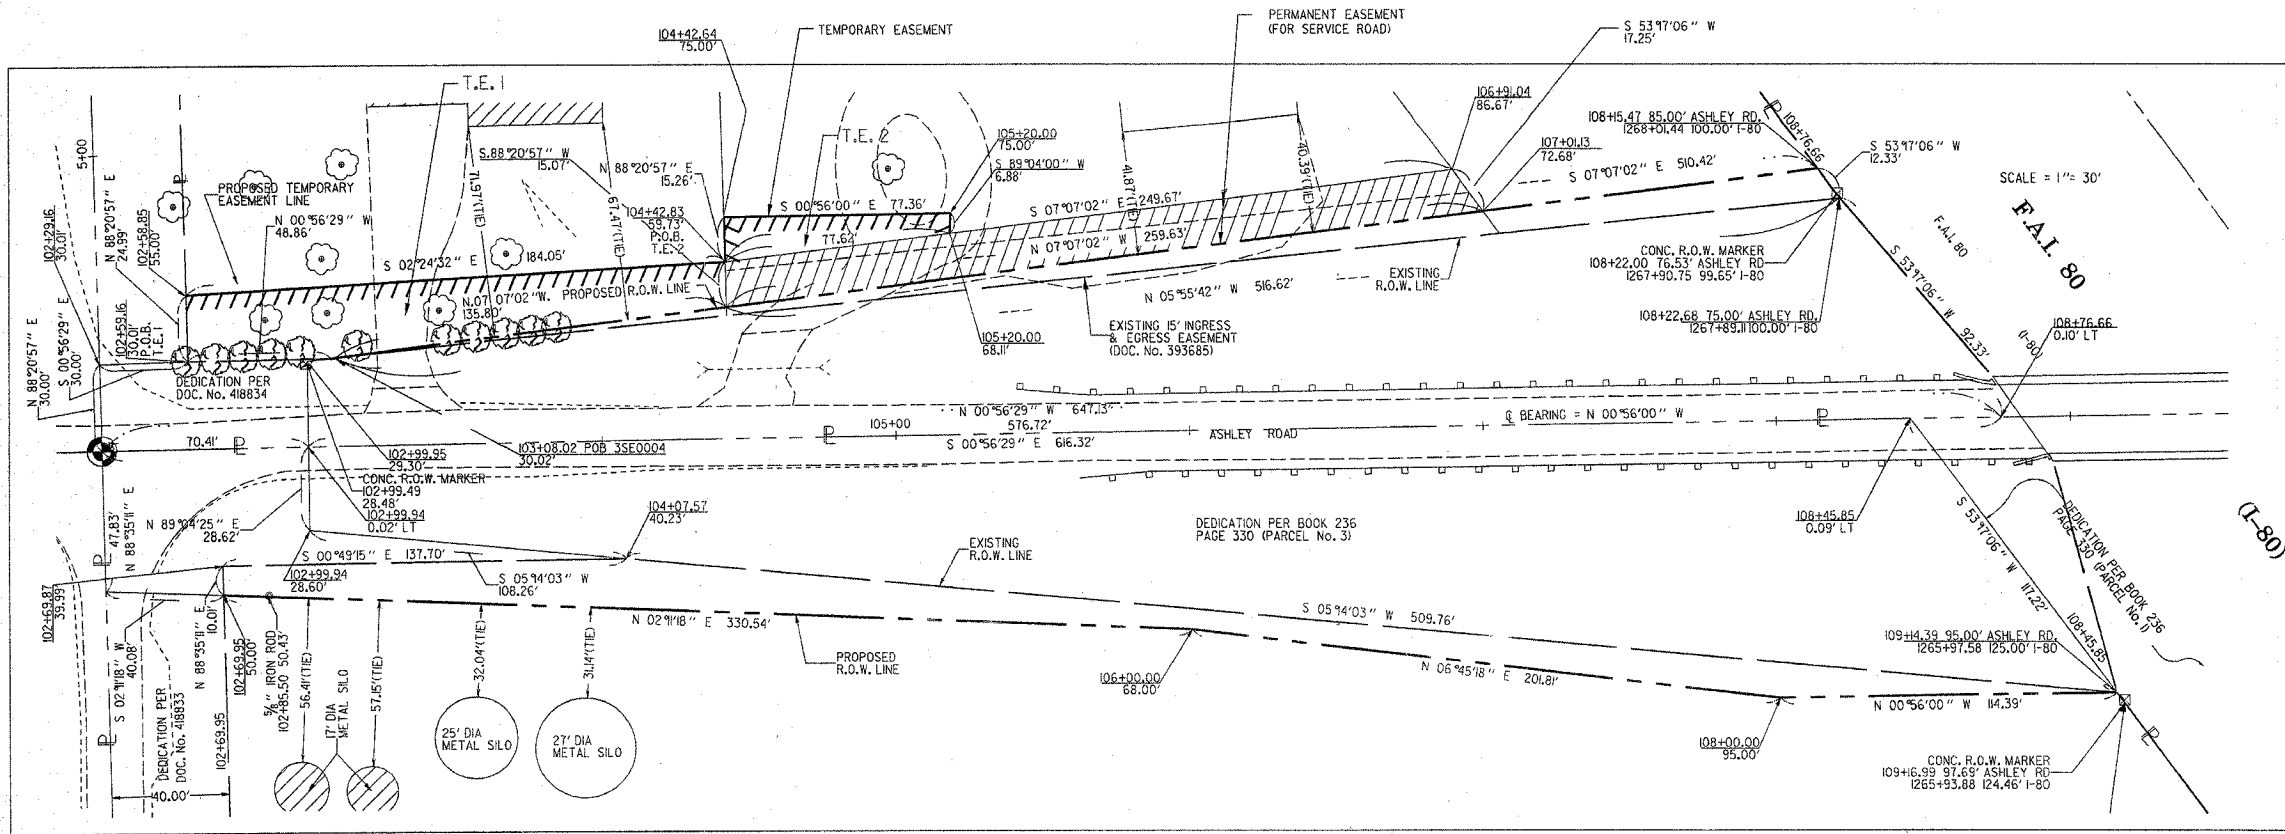 TEMPORARY EASEMENT
PERMANENT EASEMENT
(FOR SERVICE ROAD)
S 53°17'06" W
17.25'
104+42.64
75.00'
T.E. 1
106+91.04
86.67'
108+15.47 85.00' ASHLEY RD.
1268+01.44 100.00' I-80
108+76.66
107+01.13
72.68'
S 53°17'06" W
12.33'
S 07°07'02" E 510.42'
SCALE = 1"= 30'
F.A.I. 80
F.A.I. 80
5+00
N 88°20'57" E
24.99'
102+58.85
55.00'
102+29.16
30.01'
PROPOSED TEMPORARY
EASEMENT LINE
N 00°56'29" W
48.86'
S 02°24'32" E
184.05'
71.97'(TIE)
67.47'(TIE)
S.88°20'57" W
15.07'
N 88°20'57" E
15.26'
104+42.83
59.73'
P.O.B.
T.E. 2
T.E. 2
S 00°56'00" E 77.36'
77.62'
105+20.00
75.00'
S 89°04'00" W
6.88'
41.87'(TIE)
40.39'(TIE)
S 07°07'02" E 249.67'
N 07°07'02" W 259.63'
N 05°55'42" W 516.62'
EXISTING
R.O.W. LINE
CONC. R.O.W. MARKER
108+22.00 76.53' ASHLEY RD
1267+90.75 99.65' I-80
108+22.68 75.00' ASHLEY RD.
1267+89.11 100.00' I-80
S 53°17'06" W 92.33'
(I-80)
108+76.66
0.10' LT
N 88°20'57" E
30.00'
S 00°56'29" E
30.00'
102+59.16
30.01'
P.O.B.
T.E. 1
N.07°07'02"W. PROPOSED R.O.W. LINE
135.80'
EXISTING 15' INGRESS
& EGRESS EASEMENT
(DOC. No. 393685)
105+20.00
68.11'
DEDICATION PER
DOC. No. 418834
N 00°56'29" W 647.13'
576.72'
S 00°56'29" E 616.32'
105+00
ASHLEY ROAD
℄ BEARING = N 00°56'00" W
70.41'
103+08.02 POB 3SE0004
30.02'
102+99.95
29.30'
CONC. R.O.W. MARKER
102+99.49
28.48'
102+99.94
0.02' LT
47.83'
N 88°35'11" E
N 89°04'25" E
28.62'
104+07.57
40.23'
S 00°49'15" E 137.70'
102+99.94
28.60'
S 05°14'03" W
108.26'
EXISTING
R.O.W. LINE
DEDICATION PER BOOK 236
PAGE 330 (PARCEL No. 3)
108+45.85
0.09' LT
S 53°17'06" W 117.22'
DEDICATION PER BOOK 236
PAGE 330 (PARCEL No. 1)
(I-80)
102+69.87
39.99'
S 02°11'18" W
40.08'
N 88°35'11" E
10.01'
102+69.95
50.00'
5/8" IRON ROD
102+85.50 50.43'
56.41'(TIE)
17' DIA
METAL SILO
57.15'(TIE)
32.04'(TIE)
31.14'(TIE)
N 02°11'18" E 330.54'
PROPOSED
R.O.W. LINE
S 05°14'03" W 509.76'
N 06°45'18" E 201.81'
106+00.00
68.00'
108+00.00
95.00'
109+14.39 95.00' ASHLEY RD.
1265+97.58 125.00' I-80
108+45.85
N 00°56'00" W 114.39'
DEDICATION PER
DOC. No. 418833
102+69.95
40.00'
25' DIA
METAL SILO
27' DIA
METAL SILO
CONC. R.O.W. MARKER
109+16.99 97.69' ASHLEY RD
1265+93.88 124.46' I-80